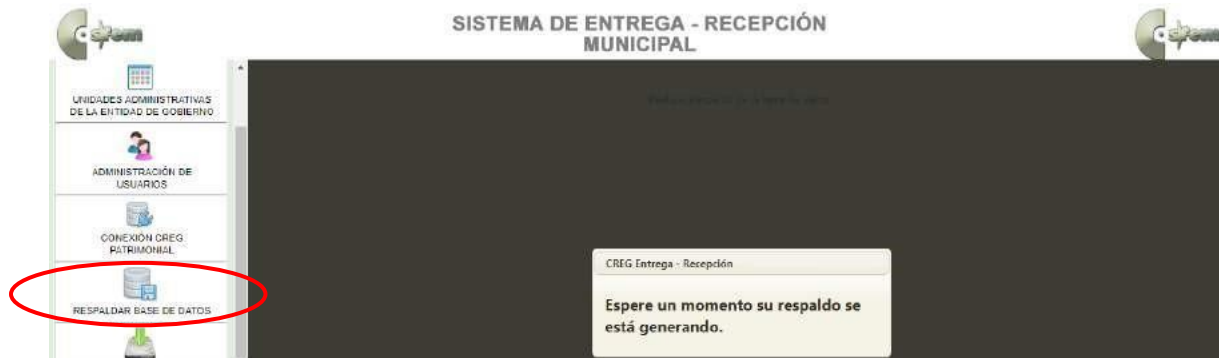 SISTEMA DE ENTREGA - RECEPCIÓN
MUNICIPAL
UNIDADES ADMINISTRATIVAS
DE LA ENTIDAD DE GOBIERNO
ADMINISTRACIÓN DE
USUARIOS
CONEXIÓN CREG
PATRIMONIAL
RESPALDAR BASE DE DATOS
CREG Entrega - Recepción
Espere un momento su respaldo se
está generando.